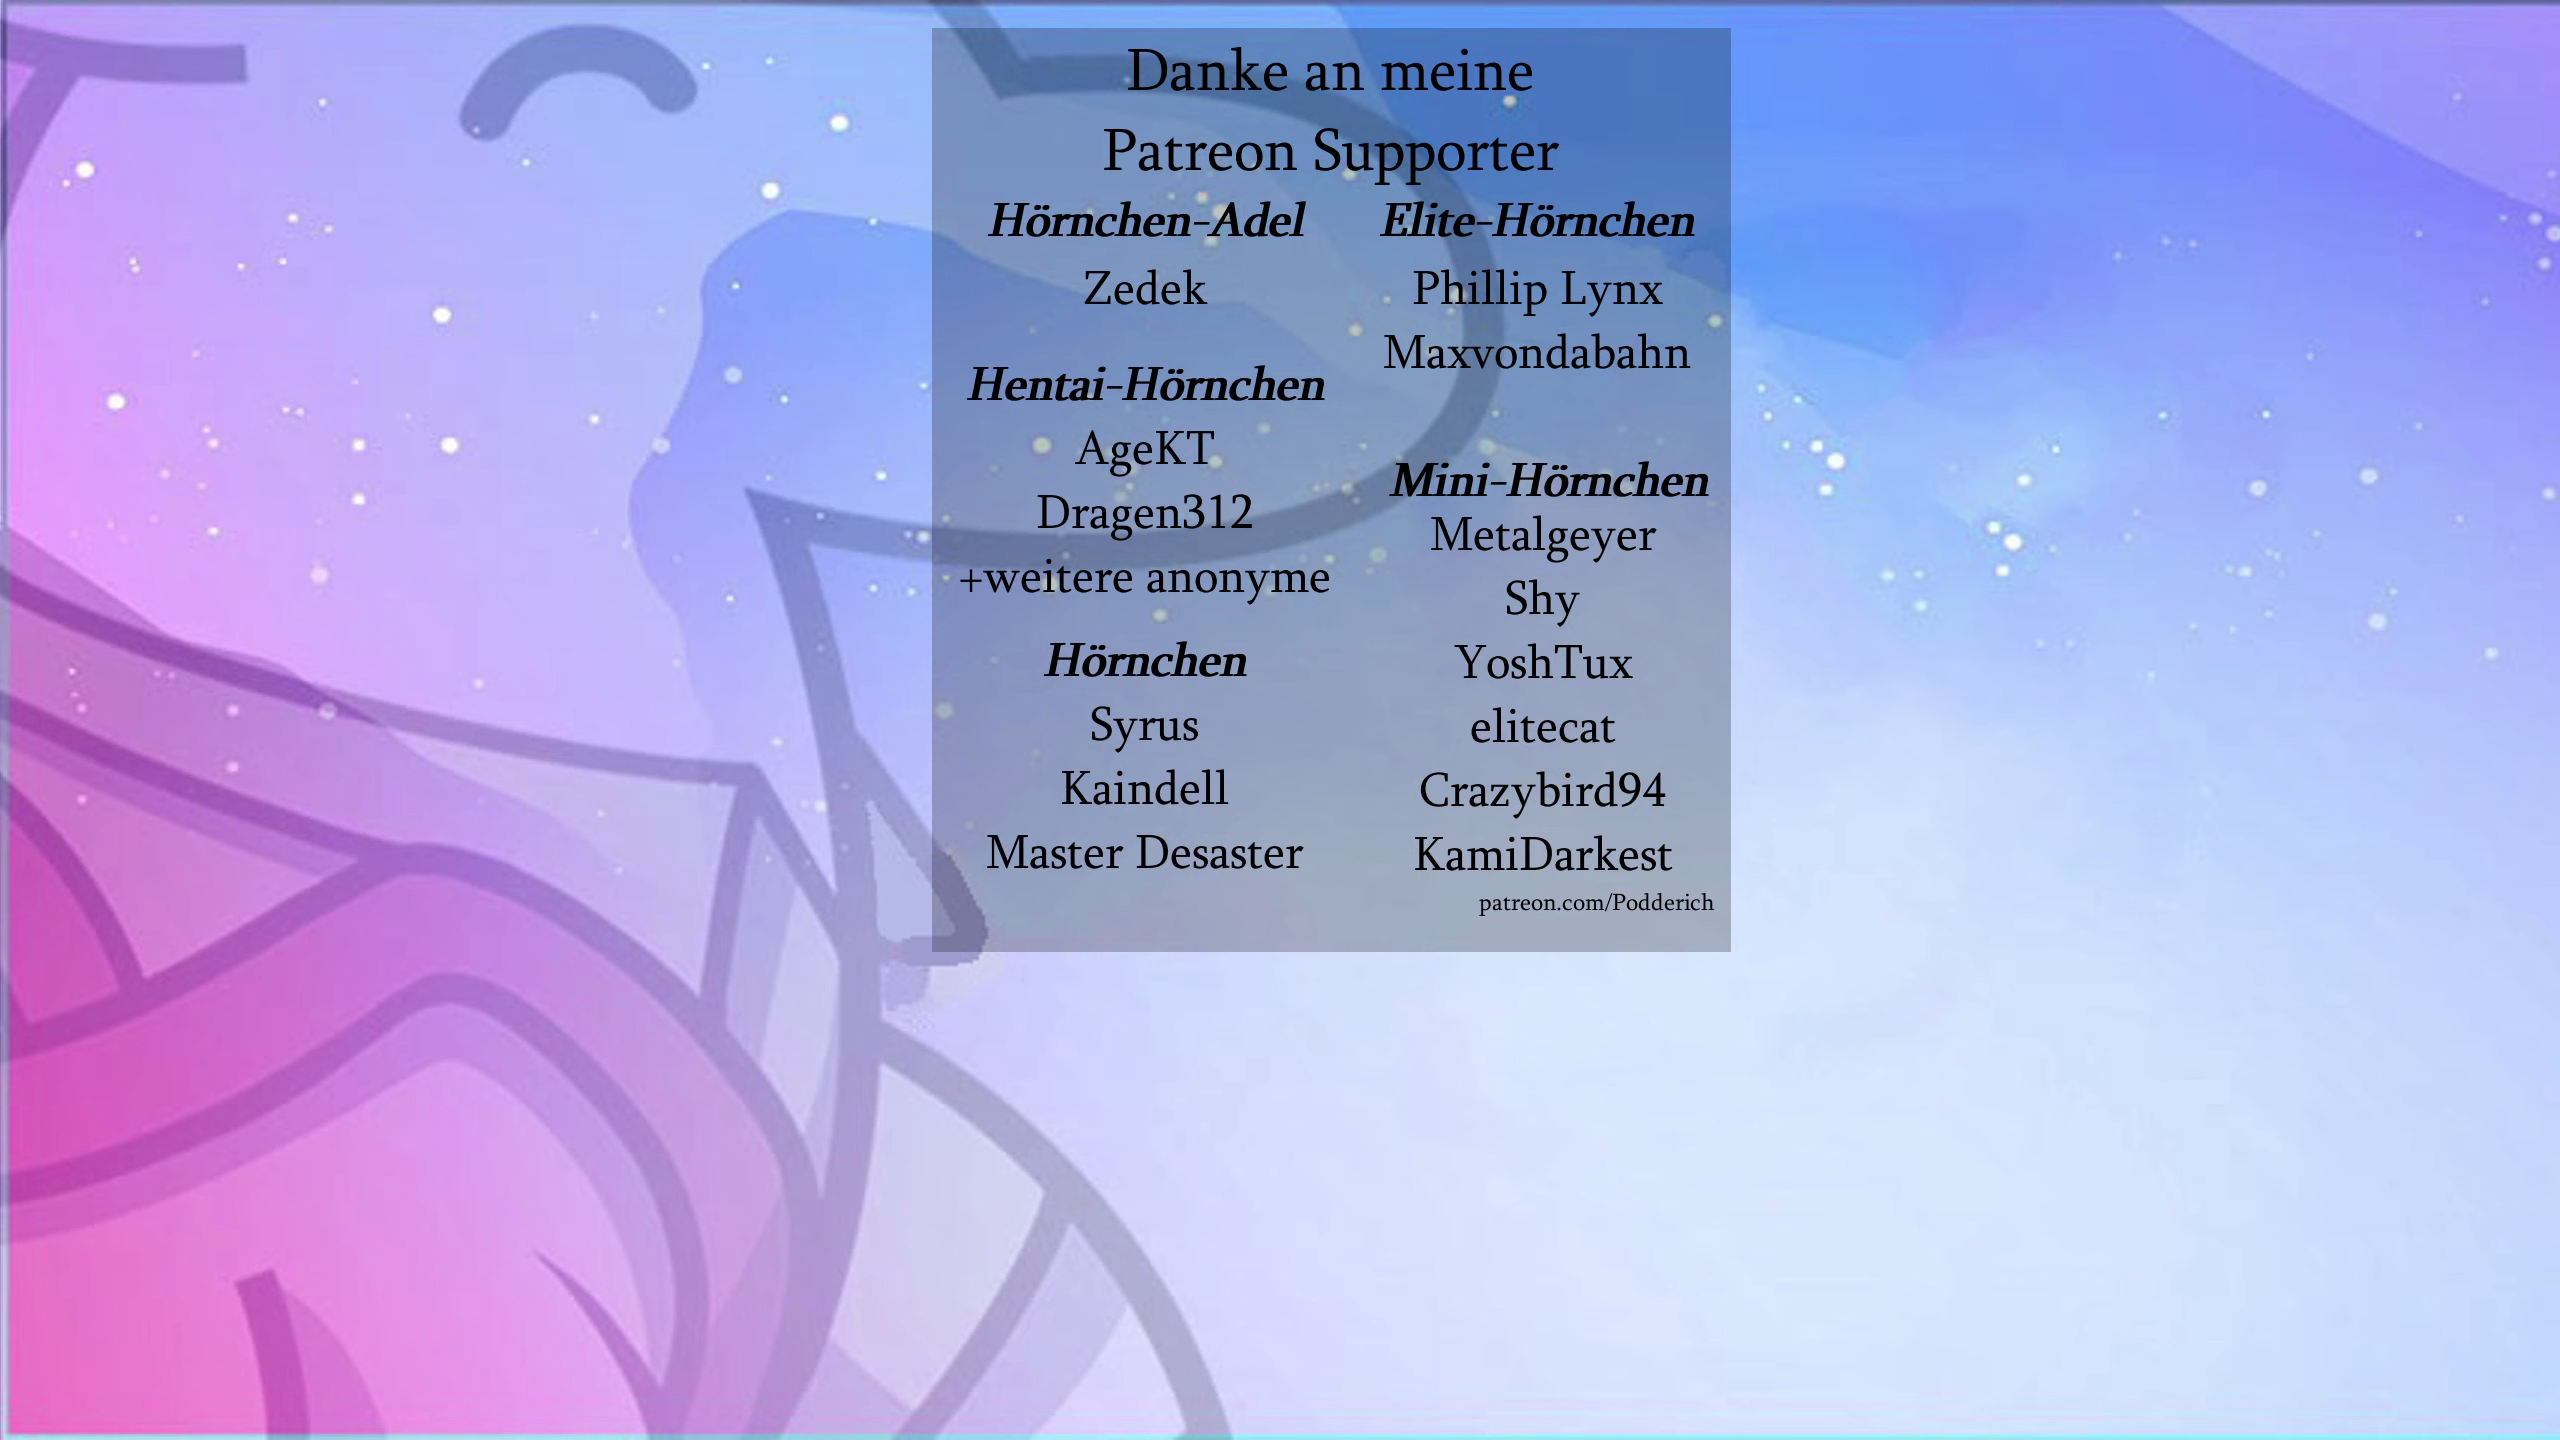 Danke an meine
Patreon Supporter
Hörnchen-Adel
Zedek
Hentai-Hörnchen
AgeKT
Dragen312
+weitere anonyme
Hörnchen
Syrus
Kaindell
Master Desaster
Elite-Hörnchen
Phillip Lynx
Maxvondabahn
Mini-Hörnchen
Metalgeyer
Shy
YoshTux
elitecat
Crazybird94
KamiDarkest
patreon.com/Podderich